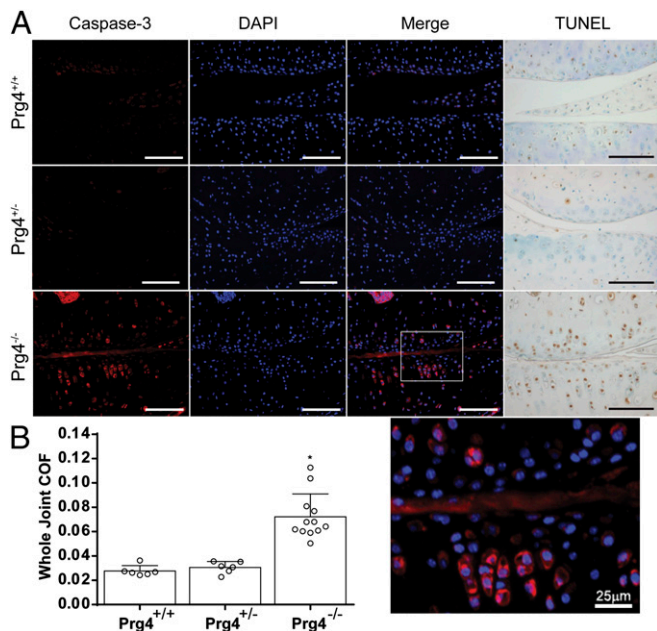 A
Caspase-3 DAPI Merge TUNEL
Prg4+/+
Prg4+/-
Prg4-/-
B
Whole Joint COF
0.14
0.12
0.10
0.08
0.06
0.04
0.02
0.00
*
Prg4+/+ Prg4+/- Prg4-/-
25μm